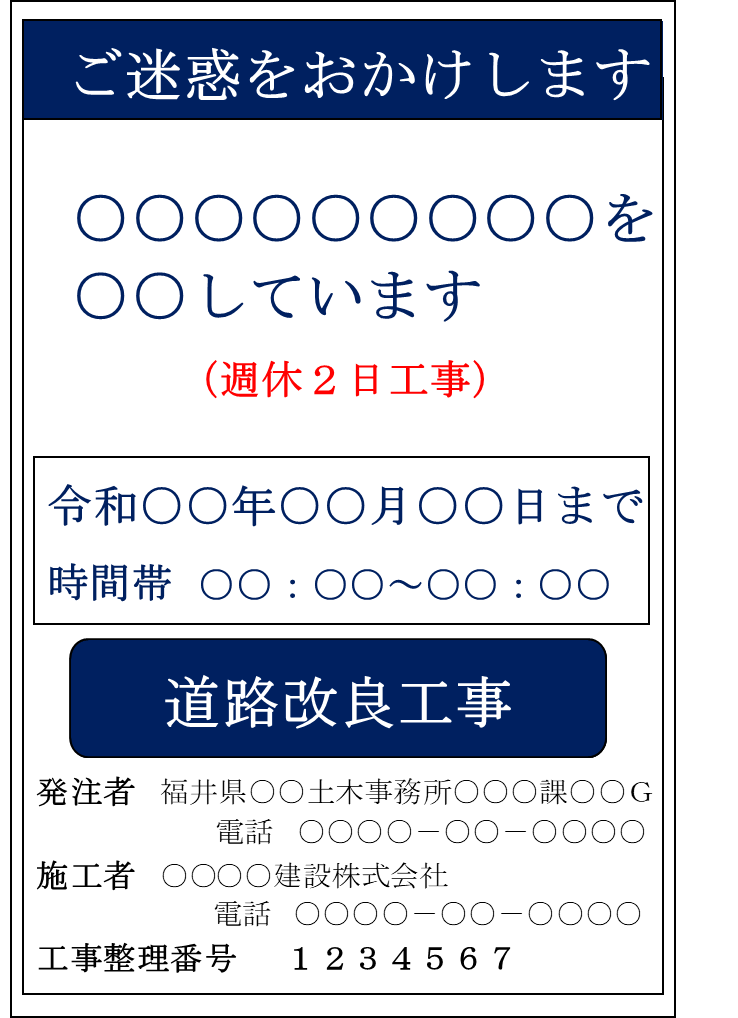 ご迷惑をおかけします
〇〇〇〇〇〇〇〇〇を
〇〇しています
（週休２日工事）
令和〇〇年〇〇月〇〇日まで
時間帯 〇〇：〇〇～〇〇：〇〇
道路改良工事
発注者 福井県〇〇土木事務所〇〇〇課〇〇Ｇ
電話 〇〇〇〇－〇〇－〇〇〇〇
施工者 〇〇〇〇建設株式会社
電話 〇〇〇〇－〇〇－〇〇〇〇
工事整理番号 １２３４５６７